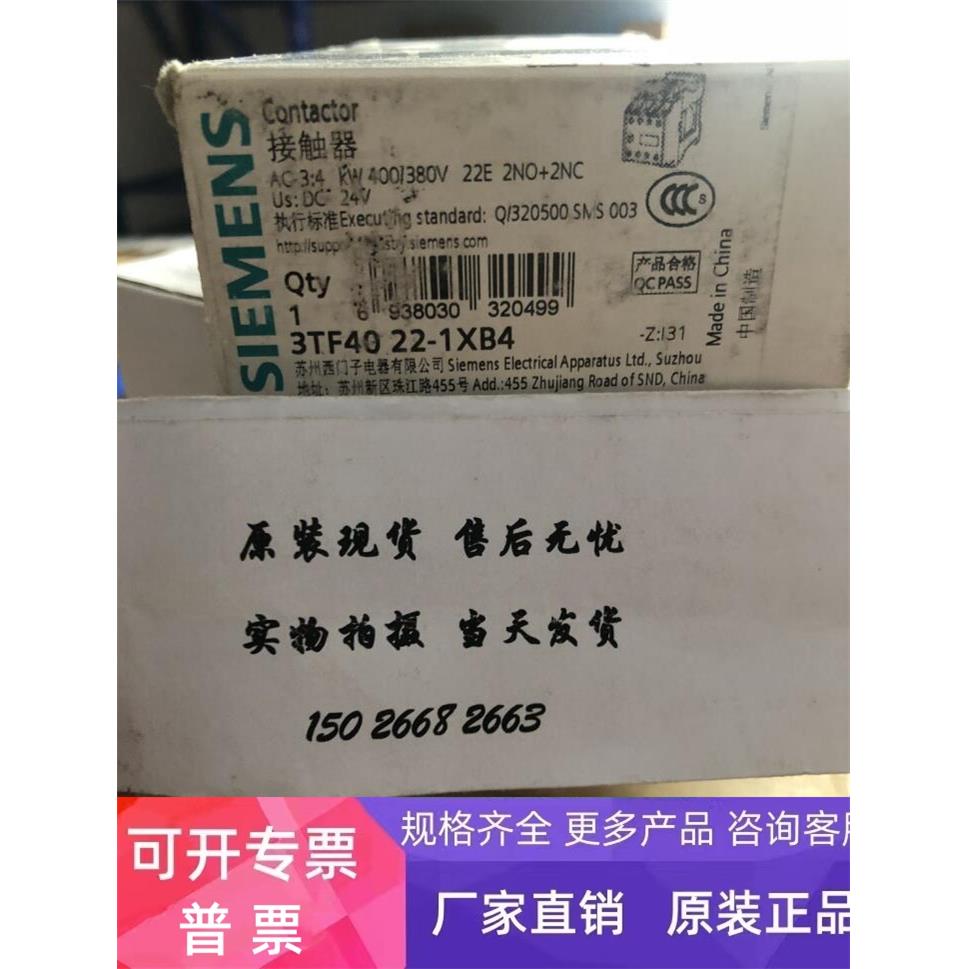 SIEMENS
Contactor
接触器
AC-3:4 kW 400/380V 22E 2NO+2NC
Us: DC 24V
执行标准Executing standard: Q/320500 SMS 003
siemens.com
CCC S
Qty
1
6 938030 320499
产品合格
QC PASS
Made in China
中国制造
3TF40 22-1XB4
-Z:131
苏州西门子电器有限公司 Siemens Electrical Apparatus Ltd., Suzhou
地址: 苏州新区珠江路455号 Add.:455 Zhujiang Road of SND, China
原装现货 售后无忧
实物拍摄 当天发货
150 2668 2663
可开专票
普票
规格齐全 更多产品 咨询客服
厂家直销 原装正品